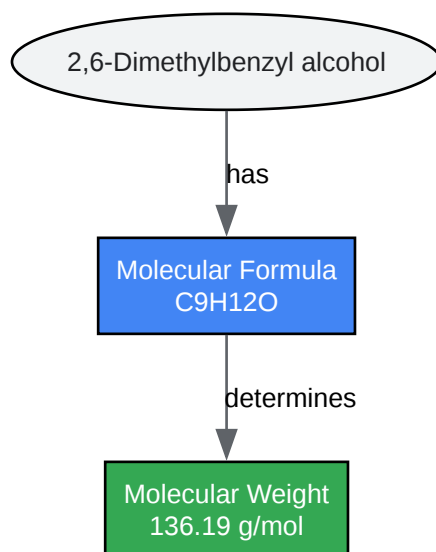 2,6-Dimethylbenzyl alcohol
has
Molecular Formula
C9H12O
determines
Molecular Weight
136.19 g/mol